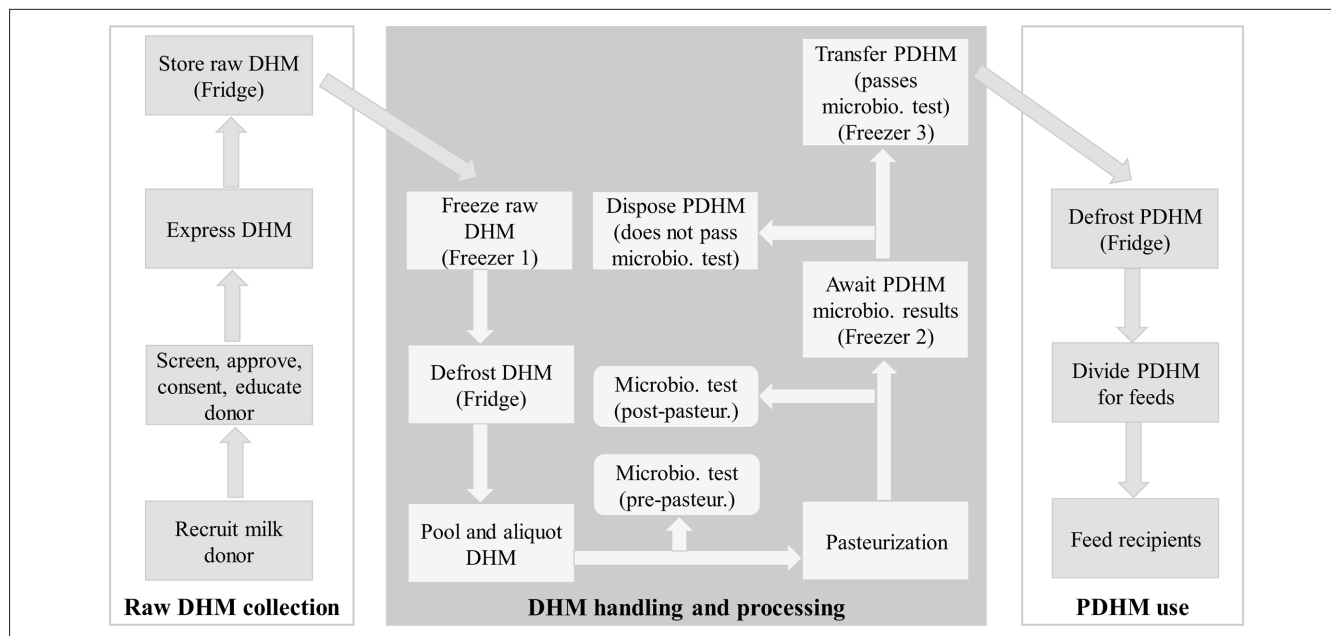 Store raw DHM
(Fridge)
Express DHM
Screen, approve,
consent, educate
donor
Recruit milk
donor
Raw DHM collection
Freeze raw
DHM
(Freezer 1)
Defrost DHM
(Fridge)
Pool and aliquot
DHM
Dispose PDHM
(does not pass
microbio. test)
Microbio. test
(post-pasteur.)
Microbio. test
(pre-pasteur.)
Transfer PDHM
(passes
microbio. test)
(Freezer 3)
Await PDHM
microbio. results
(Freezer 2)
Pasteurization
DHM handling and processing
Defrost PDHM
(Fridge)
Divide PDHM
for feeds
Feed recipients
PDHM use